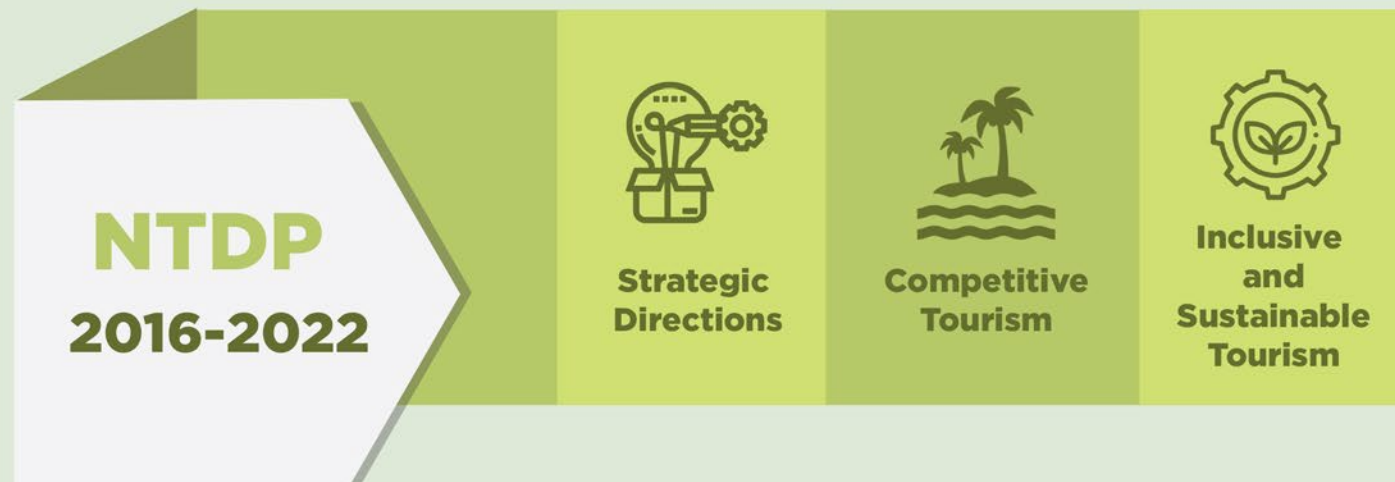 NTDP
2016-2022
Strategic
Directions
Competitive
Tourism
Inclusive
and
Sustainable
Tourism